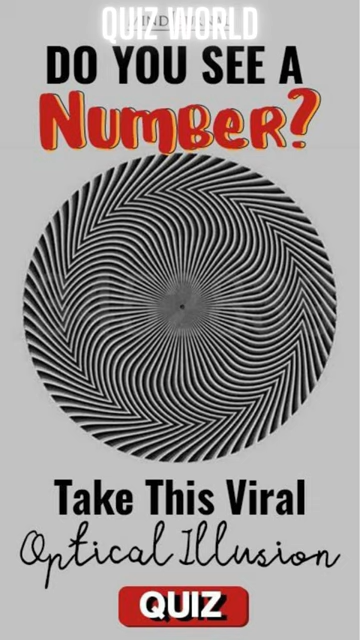 QUIZ WORLD
DO YOU SEE A
NumBeR?
Take This Viral
Optical Illusion
QUIZ